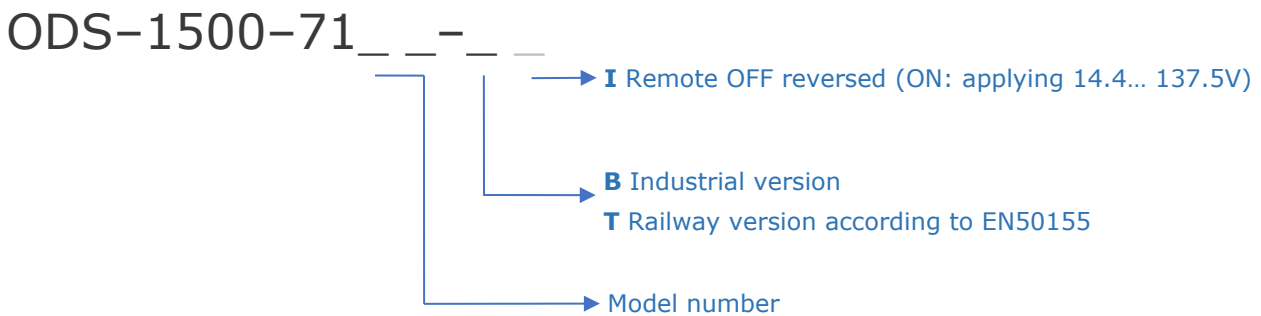 ODS–1500–71_ _–_ _
I Remote OFF reversed (ON: applying 14.4… 137.5V)
B Industrial version
T Railway version according to EN50155
Model number